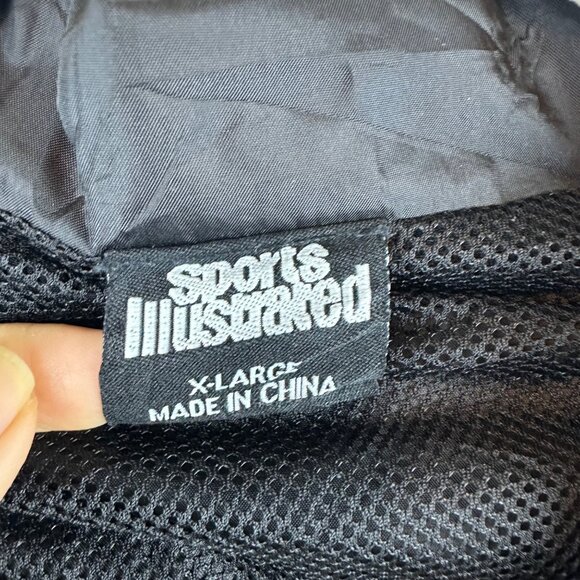 Sports
Illustrated
X-LARGE
MADE IN CHINA